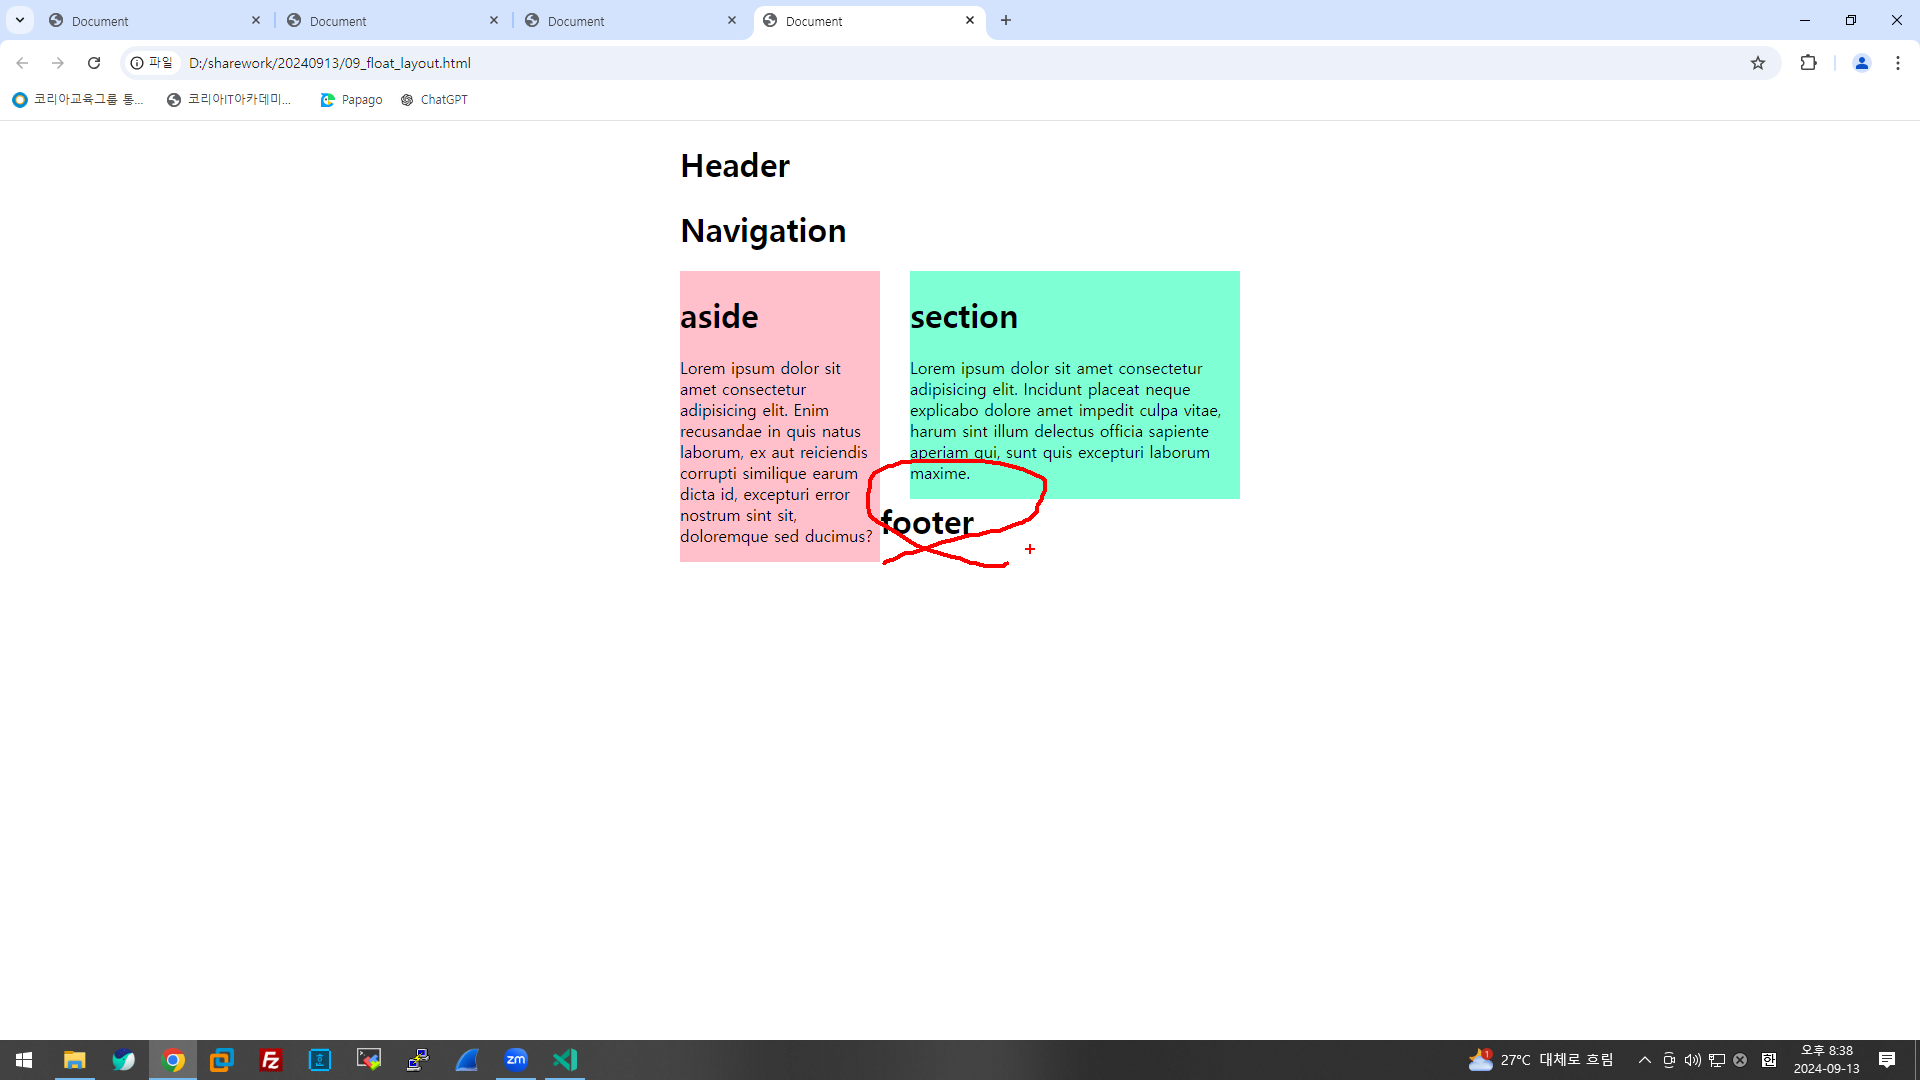 Document
Document
Document
Document
파일
D:/sharework/20240913/09_float_layout.html
코리아교육그룹 통...
코리아IT아카데미...
Papago
ChatGPT
Header
Navigation
aside
Lorem ipsum dolor sit
amet consectetur
adipisicing elit. Enim
recusandae in quis natus
laborum, ex aut reiciendis
corrupti similique earum
dicta id, excepturi error
nostrum sint sit,
doloremque sed ducimus?
section
Lorem ipsum dolor sit amet consectetur
adipisicing elit. Incidunt placeat neque
explicabo dolore amet impedit culpa vitae,
harum sint illum delectus officia sapiente
aperiam qui, sunt quis excepturi laborum
maxime.
footer
zm
1
27°C 대체로 흐림
한
오후 8:38
2024-09-13